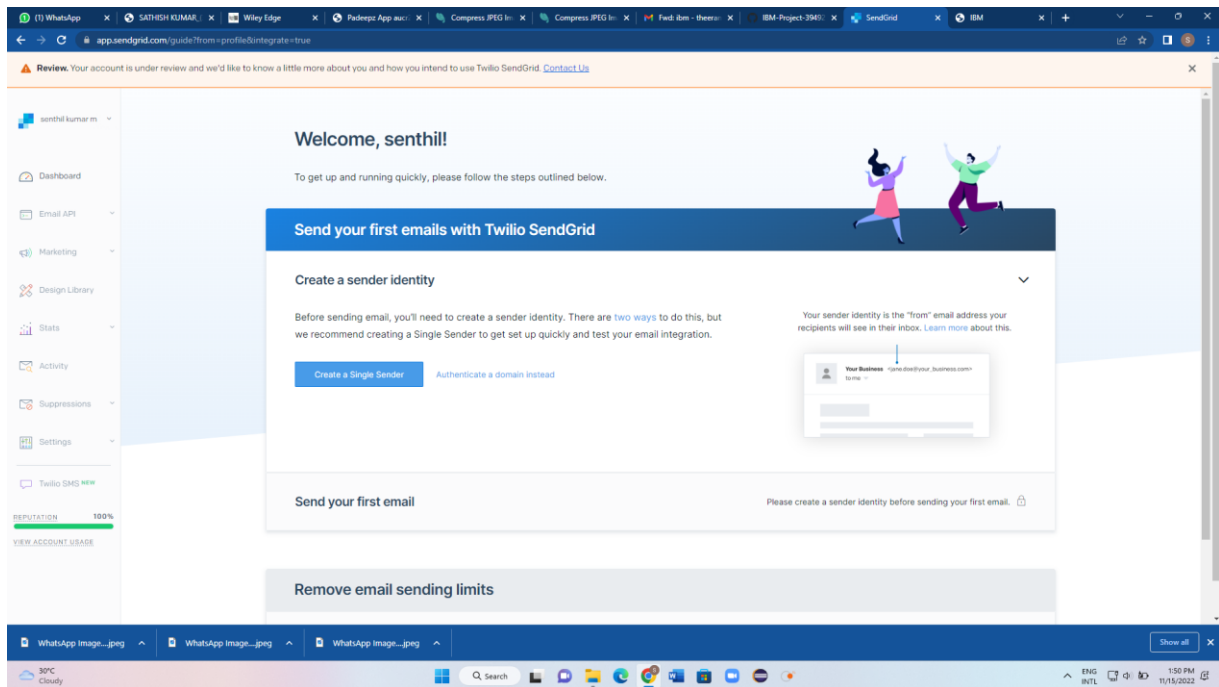 (1) WhatsApp
SATHISH KUMAR_(
Wiley Edge
Padeepz App aucr
Compress JPEG Im
Compress JPEG Im
Fwd: ibm - theeran
IBM-Project-39492
SendGrid
IBM
app.sendgrid.com/guide?from=profile&integrate=true
Review. Your account is under review and we'd like to know a little more about you and how you intend to use Twilio SendGrid. Contact Us
senthil kumar m
Dashboard
Email API
Marketing
Design Library
Stats
Activity
Suppressions
Settings
Twilio SMS NEW
REPUTATION 100%
VIEW ACCOUNT USAGE
Welcome, senthil!
To get up and running quickly, please follow the steps outlined below.
Send your first emails with Twilio SendGrid
Create a sender identity
Before sending email, you'll need to create a sender identity. There are two ways to do this, but
we recommend creating a Single Sender to get set up quickly and test your email integration.
Create a Single Sender
Authenticate a domain instead
Your sender identity is the "from" email address your
recipients will see in their inbox. Learn more about this.
Your Business <jane.doe@your_business.com>
to me
Send your first email
Please create a sender identity before sending your first email.
Remove email sending limits
WhatsApp Image....jpeg
WhatsApp Image....jpeg
WhatsApp Image....jpeg
Show all
30°C
Cloudy
Search
ENG
INTL
1:50 PM
11/15/2022